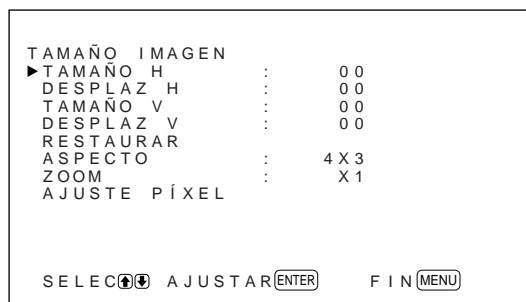 TAMAÑO IMAGEN
▶TAMAÑO H : 00
DESPLAZ H : 00
TAMAÑO V : 00
DESPLAZ V : 00
RESTAURAR
ASPECTO : 4X3
ZOOM : X1
AJUSTE PÍXEL
SELEC⬆⬇ AJUSTAR ENTER FIN MENU